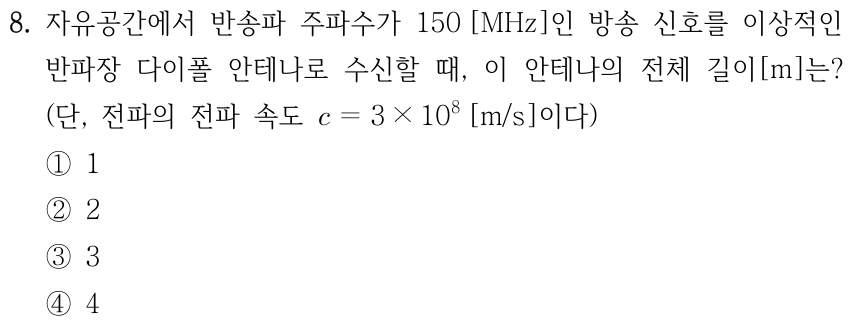 8. 자유공간에서 반송파 주파수가 150 [MHz]인 방송 신호를 이상적인
반파장 다이폴 안테나로 수신할 때, 이 안테나의 전체 길이[m]는?
(단, 전파의 전파 속도 c = 3 × 10⁸ [m/s]이다)
① 1
② 2
③ 3
④ 4